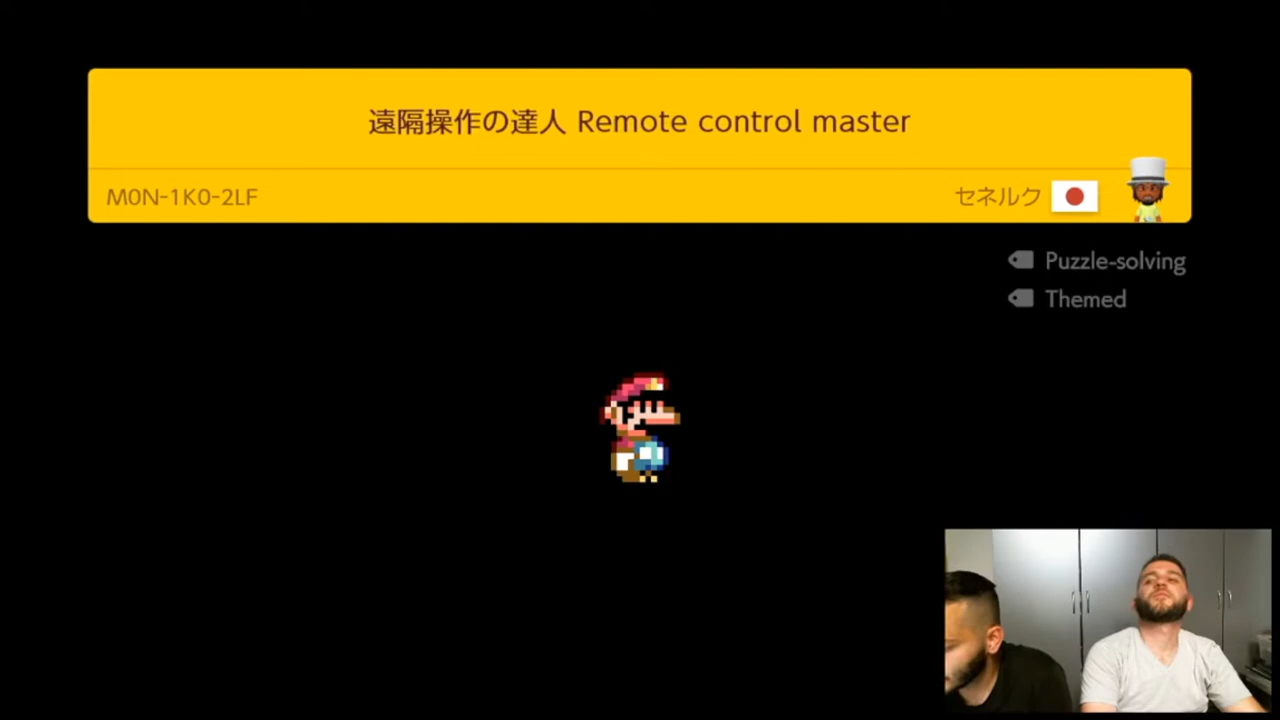 遠隔操作の達人 Remote control master
M0N-1K0-2LF
セネルク
Puzzle-solving
Themed